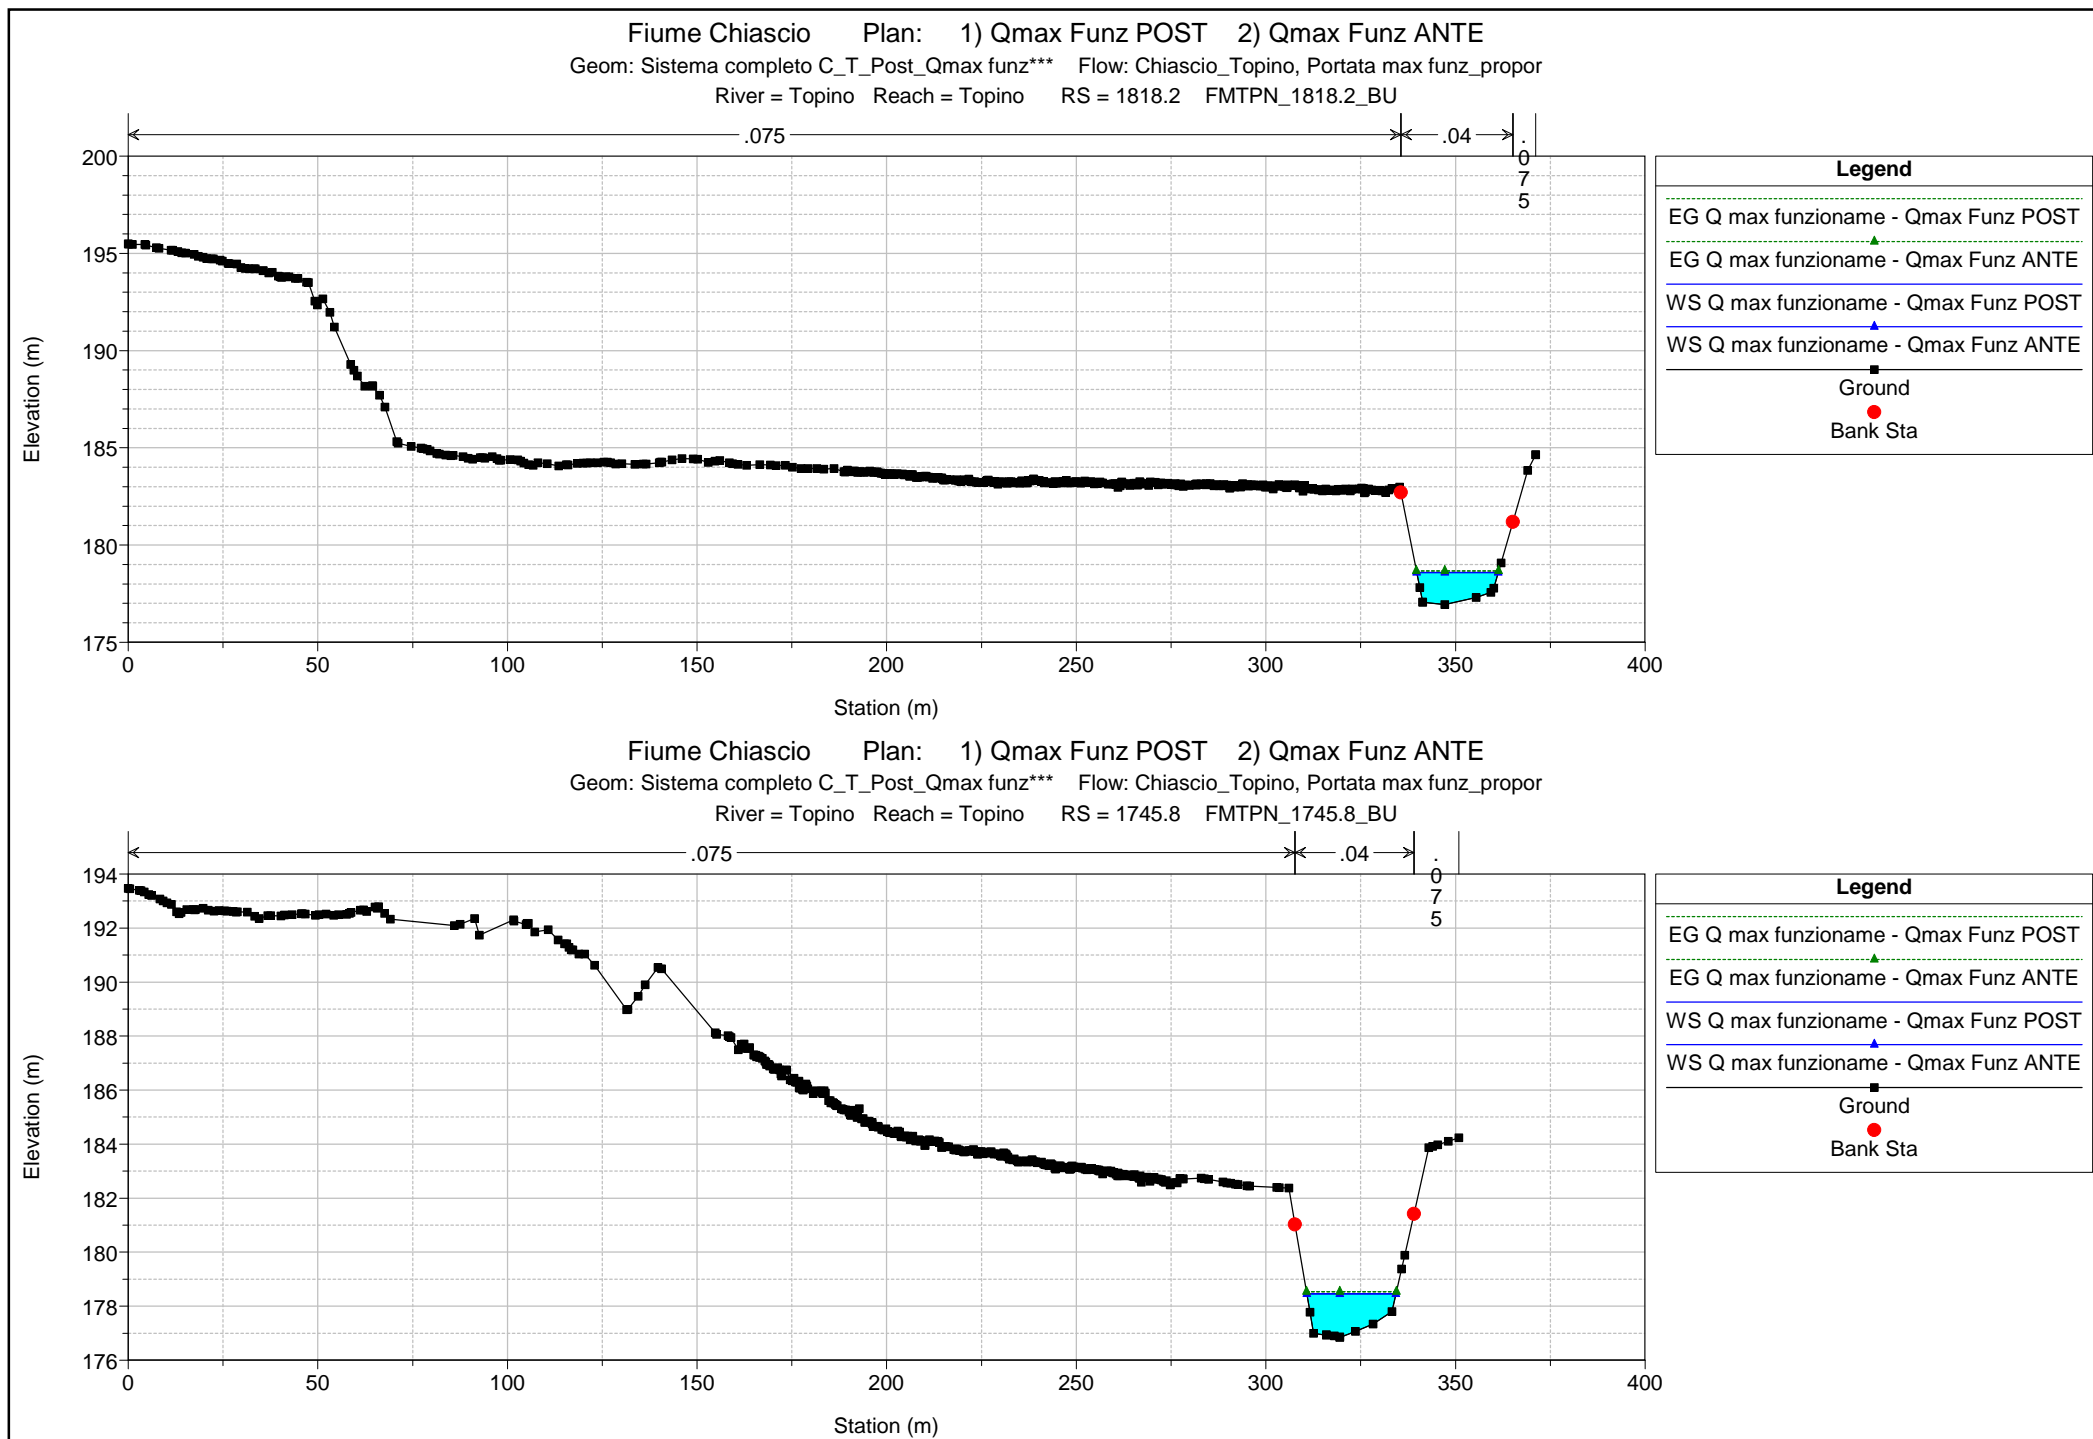 Fiume Chiascio Plan: 1) Qmax Funz POST 2) Qmax Funz ANTE
Geom: Sistema completo C_T_Post_Qmax funz*** Flow: Chiascio_Topino, Portata max funz_propor
River = Topino Reach = Topino RS = 1818.2 FMTPN_1818.2_BU
.075 .04 .075
200
195
190
185
180
175
Elevation (m)
0 50 100 150 200 250 300 350 400
Station (m)
Legend
EG Q max funzioname - Qmax Funz POST
EG Q max funzioname - Qmax Funz ANTE
WS Q max funzioname - Qmax Funz POST
WS Q max funzioname - Qmax Funz ANTE
Ground
Bank Sta
Fiume Chiascio Plan: 1) Qmax Funz POST 2) Qmax Funz ANTE
Geom: Sistema completo C_T_Post_Qmax funz*** Flow: Chiascio_Topino, Portata max funz_propor
River = Topino Reach = Topino RS = 1745.8 FMTPN_1745.8_BU
.075 .04 .075
194
192
190
188
186
184
182
180
178
176
Elevation (m)
0 50 100 150 200 250 300 350 400
Station (m)
Legend
EG Q max funzioname - Qmax Funz POST
EG Q max funzioname - Qmax Funz ANTE
WS Q max funzioname - Qmax Funz POST
WS Q max funzioname - Qmax Funz ANTE
Ground
Bank Sta